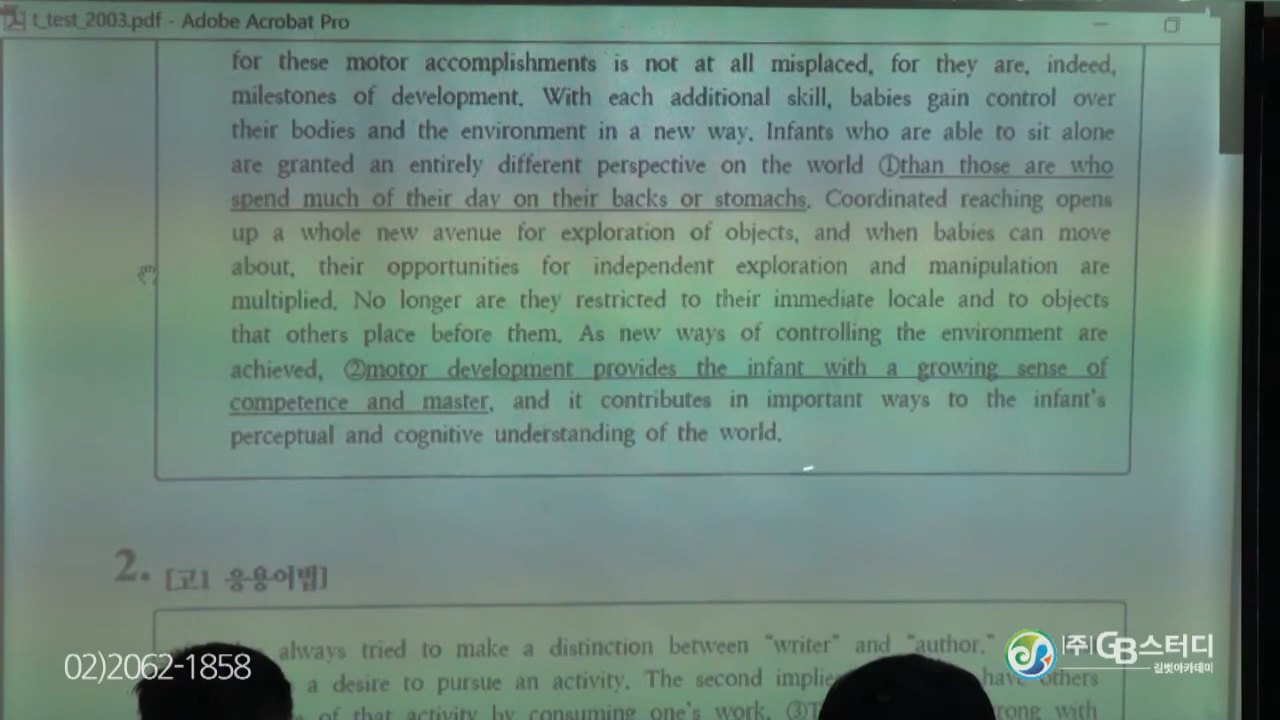 t_test_2003.pdf - Adobe Acrobat Pro
for these motor accomplishments is not at all misplaced, for they are, indeed,
milestones of development. With each additional skill, babies gain control over
their bodies and the environment in a new way. Infants who are able to sit alone
are granted an entirely different perspective on the world ①than those are who
spend much of their day on their backs or stomachs. Coordinated reaching opens
up a whole new avenue for exploration of objects, and when babies can move
about, their opportunities for independent exploration and manipulation are
multiplied. No longer are they restricted to their immediate locale and to objects
that others place before them. As new ways of controlling the environment are
achieved, ②motor development provides the infant with a growing sense of
competence and master, and it contributes in important ways to the infant's
perceptual and cognitive understanding of the world.
2. [고1 응용어법]
always tried to make a distinction between "writer" and "author."
a desire to pursue an activity. The second have others
of that activity by consuming one's work. ③ with
02)2062-1858
(주)GB스터디
길벗아카데미